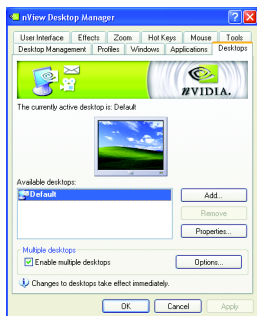 nView Desktop Manager
User Interface Effects Zoom Hot Keys Mouse Tools
Desktop Management Profiles Windows Applications Desktops
nVIDIA.
The currently active desktop is: Default
Available desktops:
Default
Add...
Remove
Properties...
Multiple desktops
Enable multiple desktops
Options...
Changes to desktops take effect immediately.
OK Cancel Apply